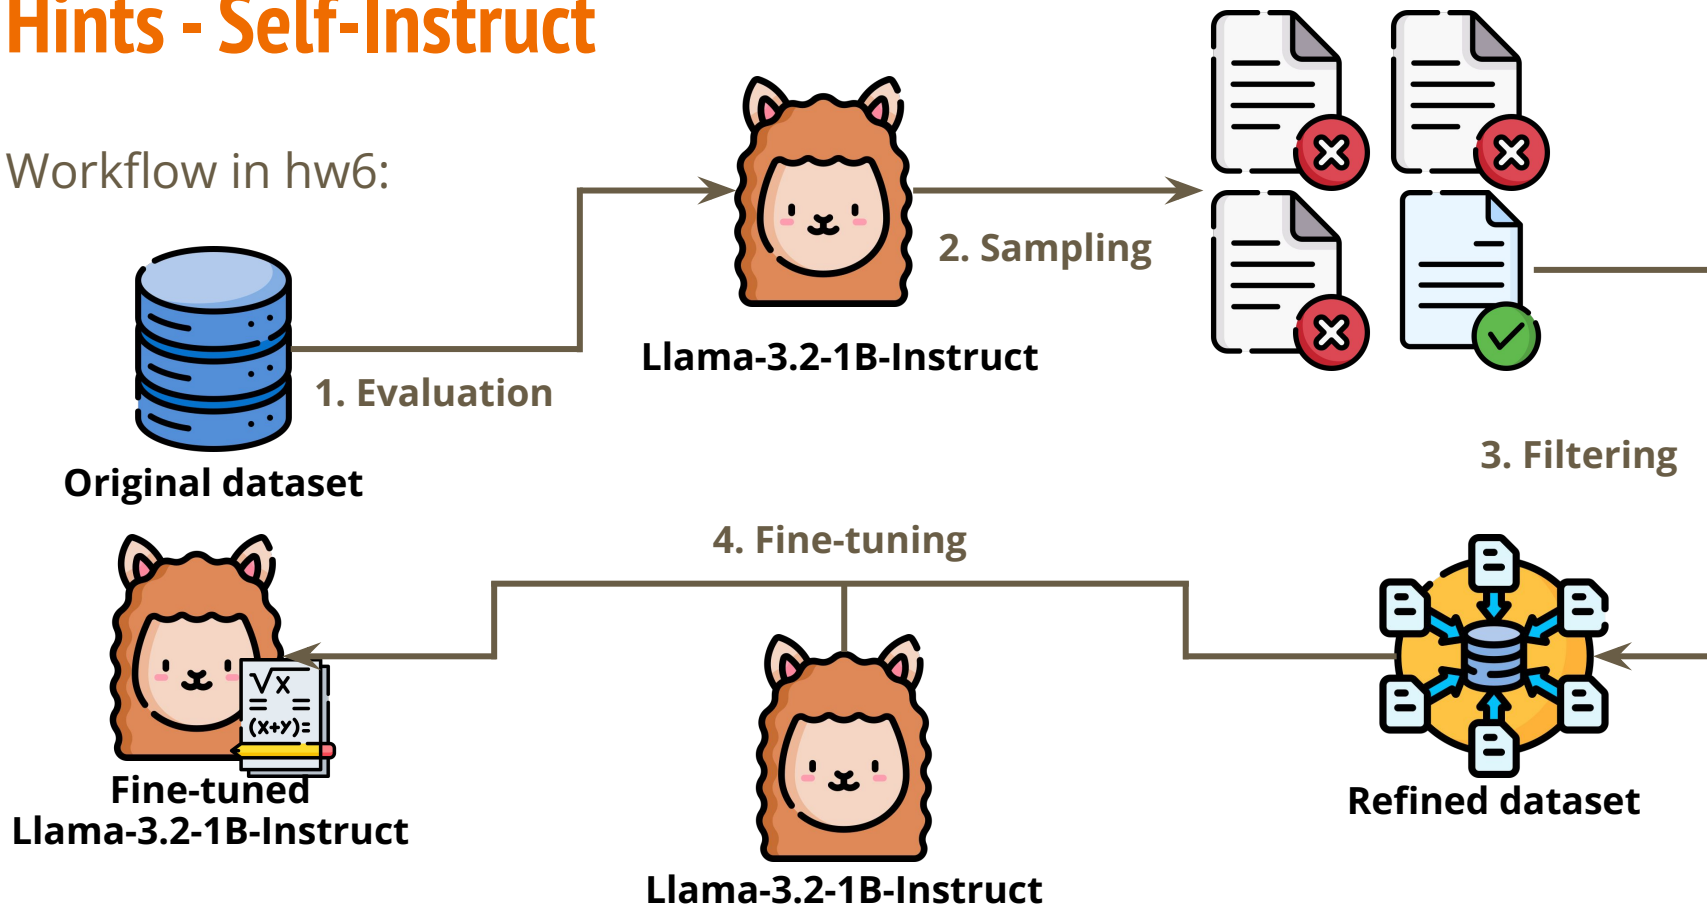 Hints - Self-Instruct
Workflow in hw6:
2. Sampling
Llama-3.2-1B-Instruct
1. Evaluation
Original dataset
3. Filtering
4. Fine-tuning
√x
= =
(x+y)=
Fine-tuned
Llama-3.2-1B-Instruct
Refined dataset
Llama-3.2-1B-Instruct